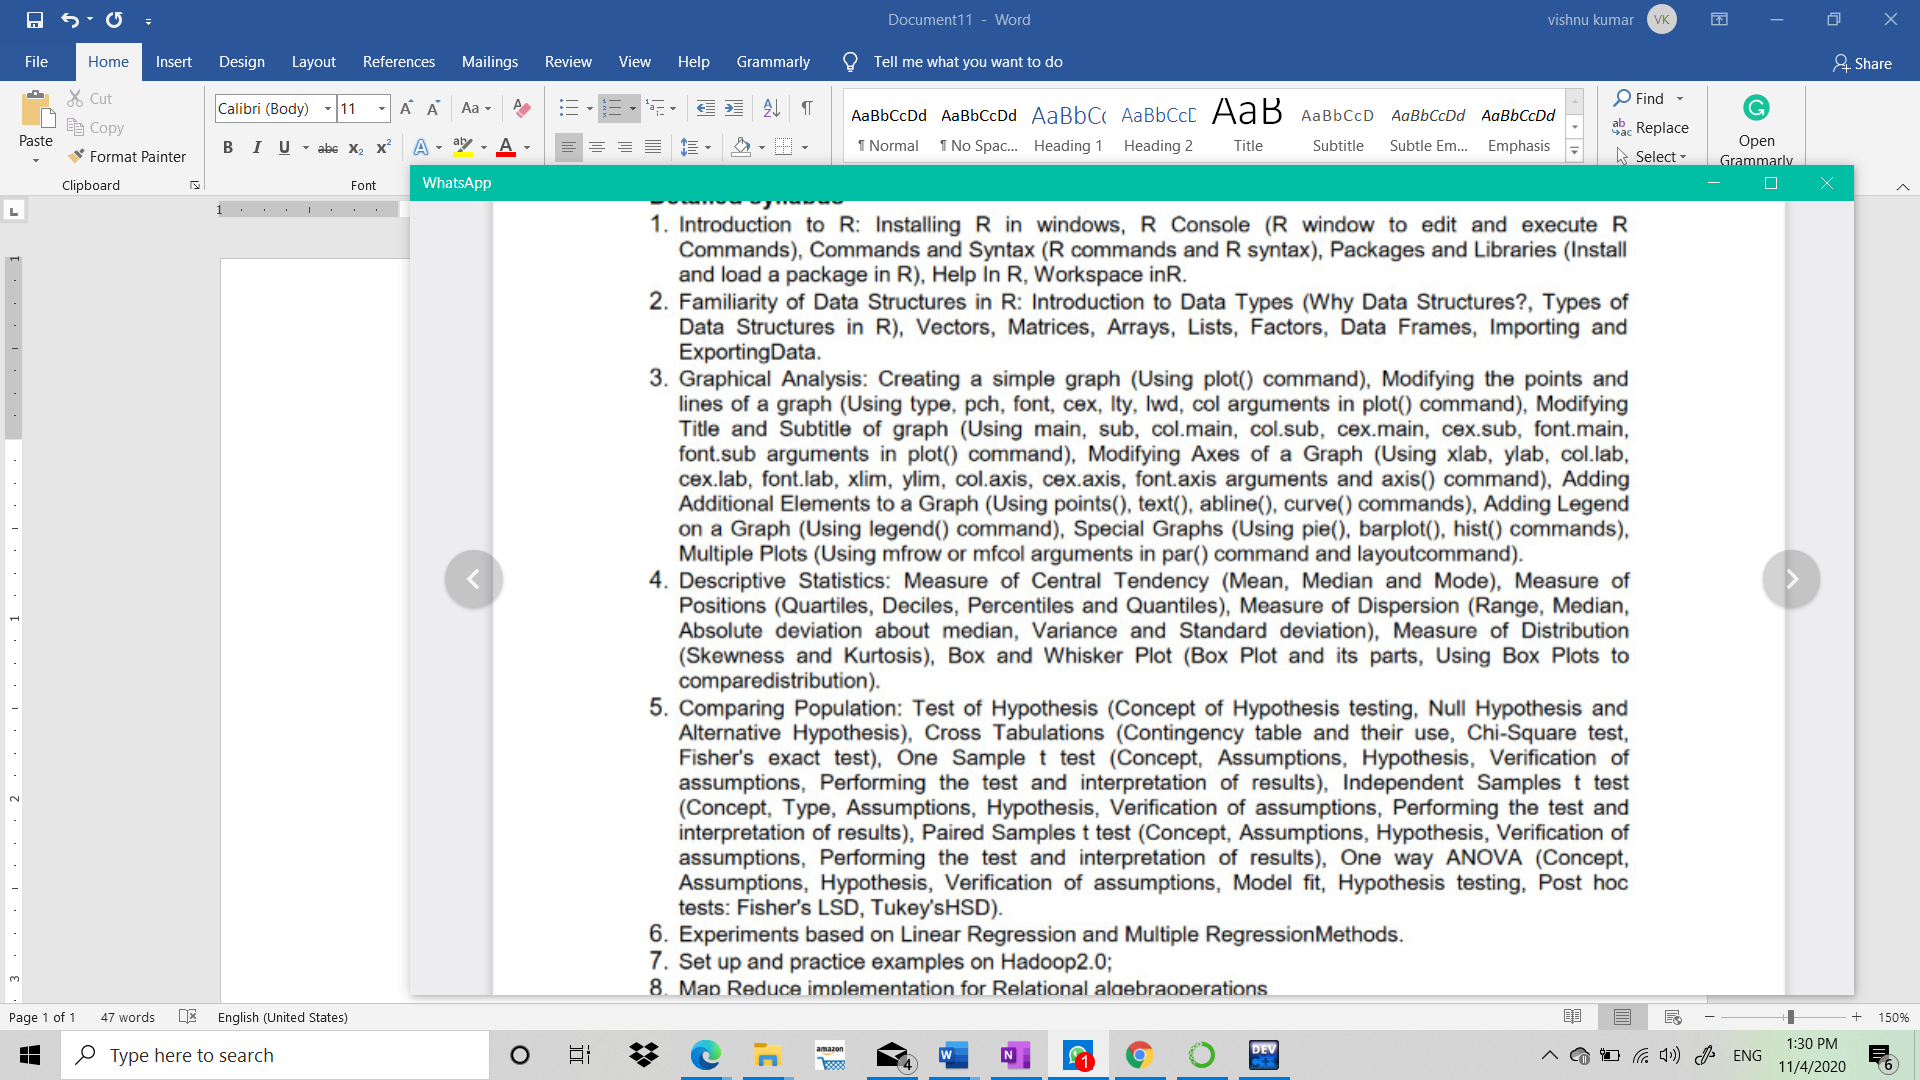 Document11 - Word
vishnu kumar VK
File Home Insert Design Layout References Mailings Review View Help Grammarly Tell me what you want to do Share
Paste
Cut
Copy
Format Painter
Clipboard
Calibri (Body) 11
Font
AaBbCcDd AaBbCcDd AaBbCc AaBbCcC AaB AaBbCcD AaBbCcDd AaBbCcDd
¶ Normal ¶ No Spac... Heading 1 Heading 2 Title Subtitle Subtle Em... Emphasis
Find
Replace
Select
Open
Grammarly
WhatsApp
Detailed syllabus
1. Introduction to R: Installing R in windows, R Console (R window to edit and execute R
Commands), Commands and Syntax (R commands and R syntax), Packages and Libraries (Install
and load a package in R), Help In R, Workspace inR.
2. Familiarity of Data Structures in R: Introduction to Data Types (Why Data Structures?, Types of
Data Structures in R), Vectors, Matrices, Arrays, Lists, Factors, Data Frames, Importing and
ExportingData.
3. Graphical Analysis: Creating a simple graph (Using plot() command), Modifying the points and
lines of a graph (Using type, pch, font, cex, lty, lwd, col arguments in plot() command), Modifying
Title and Subtitle of graph (Using main, sub, col.main, col.sub, cex.main, cex.sub, font.main,
font.sub arguments in plot() command), Modifying Axes of a Graph (Using xlab, ylab, col.lab,
cex.lab, font.lab, xlim, ylim, col.axis, cex.axis, font.axis arguments and axis() command), Adding
Additional Elements to a Graph (Using points(), text(), abline(), curve() commands), Adding Legend
on a Graph (Using legend() command), Special Graphs (Using pie(), barplot(), hist() commands),
Multiple Plots (Using mfrow or mfcol arguments in par() command and layoutcommand).
4. Descriptive Statistics: Measure of Central Tendency (Mean, Median and Mode), Measure of
Positions (Quartiles, Deciles, Percentiles and Quantiles), Measure of Dispersion (Range, Median,
Absolute deviation about median, Variance and Standard deviation), Measure of Distribution
(Skewness and Kurtosis), Box and Whisker Plot (Box Plot and its parts, Using Box Plots to
comparedistribution).
5. Comparing Population: Test of Hypothesis (Concept of Hypothesis testing, Null Hypothesis and
Alternative Hypothesis), Cross Tabulations (Contingency table and their use, Chi-Square test,
Fisher's exact test), One Sample t test (Concept, Assumptions, Hypothesis, Verification of
assumptions, Performing the test and interpretation of results), Independent Samples t test
(Concept, Type, Assumptions, Hypothesis, Verification of assumptions, Performing the test and
interpretation of results), Paired Samples t test (Concept, Assumptions, Hypothesis, Verification of
assumptions, Performing the test and interpretation of results), One way ANOVA (Concept,
Assumptions, Hypothesis, Verification of assumptions, Model fit, Hypothesis testing, Post hoc
tests: Fisher's LSD, Tukey'sHSD).
6. Experiments based on Linear Regression and Multiple RegressionMethods.
7. Set up and practice examples on Hadoop2.0;
8. Map Reduce implementation for Relational algebraoperations
Page 1 of 1 47 words English (United States) 150%
Type here to search
amazon
4
1
DEV C++
ENG
1:30 PM
11/4/2020
6